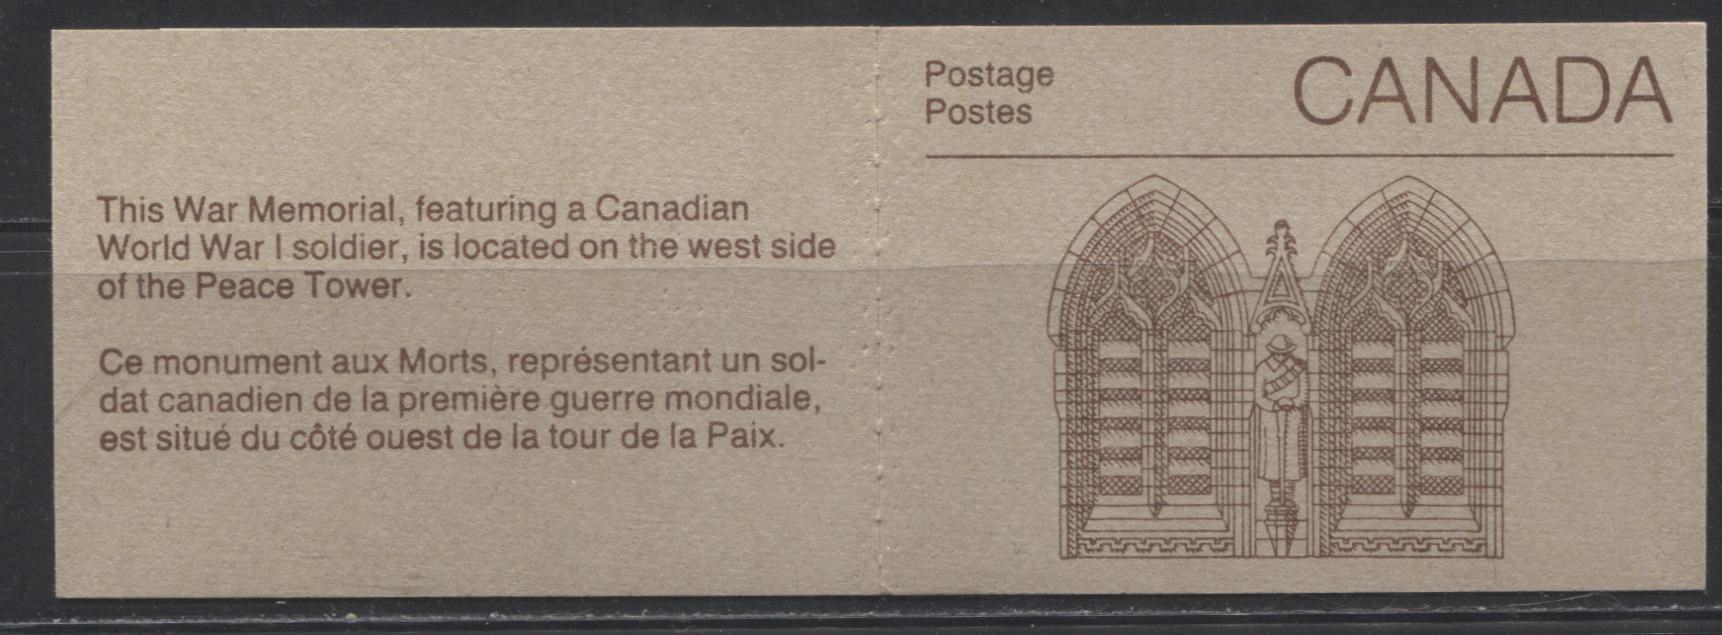 This War Memorial, featuring a Canadian
World War I soldier, is located on the west side
of the Peace Tower.
Ce monument aux Morts, représentant un sol-
dat canadien de la première guerre mondiale,
est situé du côté ouest de la tour de la Paix.
Postage
Postes
CANADA